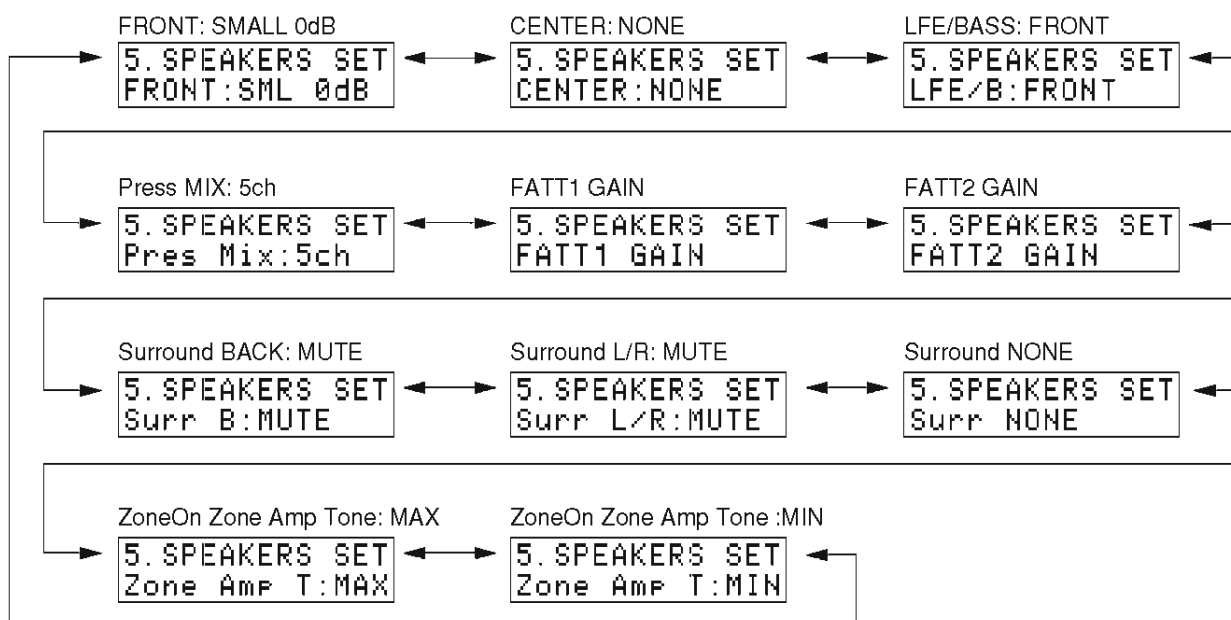 FRONT: SMALL 0dB
5.SPEAKERS SET
FRONT:SML 0dB
CENTER: NONE
5.SPEAKERS SET
CENTER:NONE
LFE/BASS: FRONT
5.SPEAKERS SET
LFE/B:FRONT
Press MIX: 5ch
5.SPEAKERS SET
Pres Mix:5ch
FATT1 GAIN
5.SPEAKERS SET
FATT1 GAIN
FATT2 GAIN
5.SPEAKERS SET
FATT2 GAIN
Surround BACK: MUTE
5.SPEAKERS SET
Surr B:MUTE
Surround L/R: MUTE
5.SPEAKERS SET
Surr L/R:MUTE
Surround NONE
5.SPEAKERS SET
Surr NONE
ZoneOn Zone Amp Tone: MAX
5.SPEAKERS SET
Zone Amp T:MAX
ZoneOn Zone Amp Tone :MIN
5.SPEAKERS SET
Zone Amp T:MIN